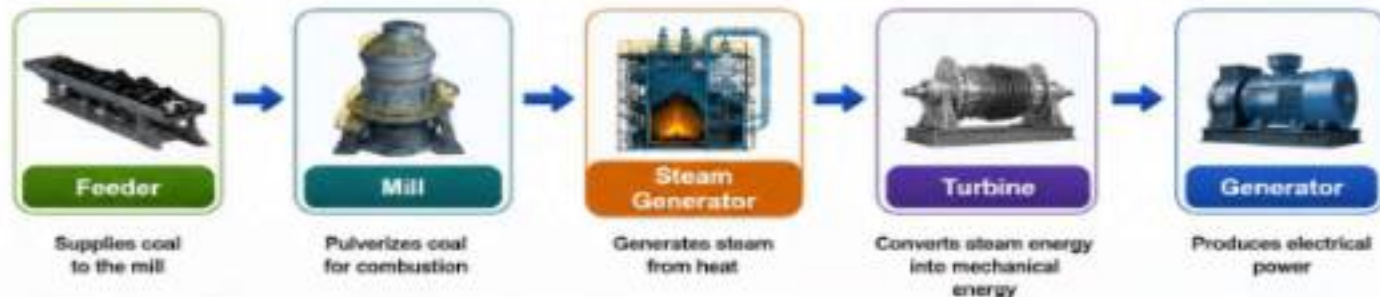 Feeder
Supplies coal
to the mill
Mill
Pulverizes coal
for combustion
Steam
Generator
Generates steam
from heat
Turbine
Converts steam energy
into mechanical
energy
Generator
Produces electrical
power